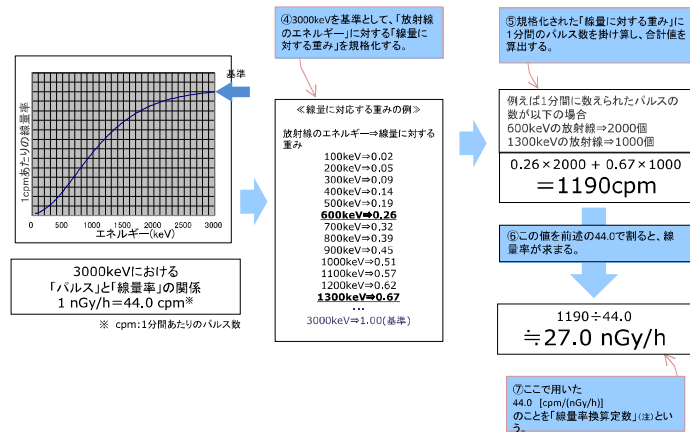 ④3000keVを基準として、「放射線
のエネルギー」に対する「線量に
対する重み」を規格化する。
⑤規格化された「線量に対する重み」に
1分間のパルス数を掛け算し、合計値を
算出する。
基準
1cpmあたりの線量率
0 500 1000 1500 2000 2500 3000
エネルギー(keV)
3000keVにおける
「パルス」と「線量率」の関係
1 nGy/h＝44.0 cpm※
※ cpm:1分間あたりのパルス数
≪線量に対応する重みの例≫
放射線のエネルギー⇒線量に対する
重み
100keV⇒0.02
200keV⇒0.05
300keV⇒0.09
400keV⇒0.14
500keV⇒0.19
600keV⇒0.26
700keV⇒0.32
800keV⇒0.39
900keV⇒0.45
1000keV⇒0.51
1100keV⇒0.57
1200keV⇒0.62
1300keV⇒0.67
…
3000keV⇒1.00(基準)
例えば1分間に数えられたパルスの
数が以下の場合
600keVの放射線⇒2000個
1300keVの放射線⇒1000個
0.26×2000 + 0.67×1000
＝1190cpm
⑥この値を前述の44.0で割ると、線
量率が求まる。
1190÷44.0
≒27.0 nGy/h
⑦ここで用いた
44.0 [cpm/(nGy/h)]
のことを「線量率換算定数」(注)とい
う。